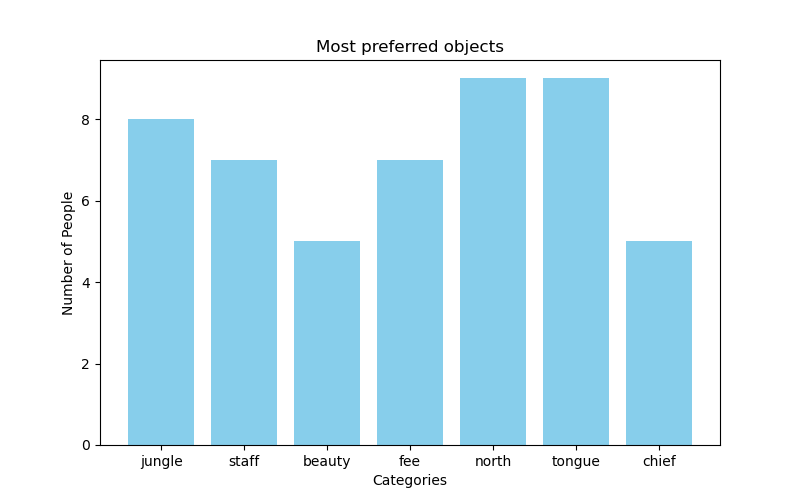 Most preferred objects
Number of People
8
6
4
2
0
jungle staff beauty fee north tongue chief
Categories